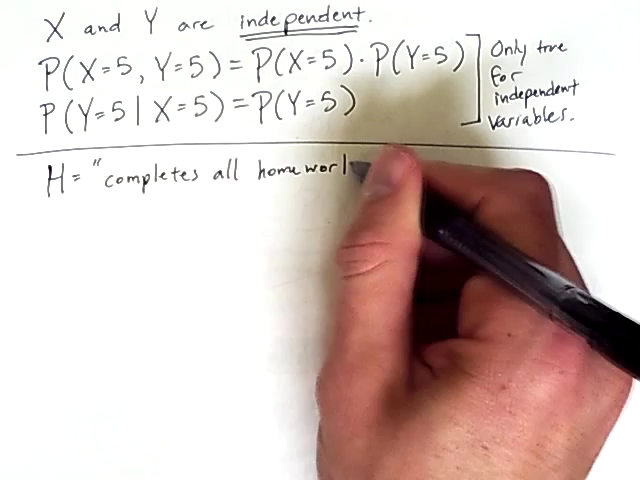 X and Y are independent.
P(X=5, Y=5) = P(X=5) · P(Y=5)
P(Y=5 | X=5) = P(Y=5)
Only true
for
independent
variables.
H = "completes all homewor